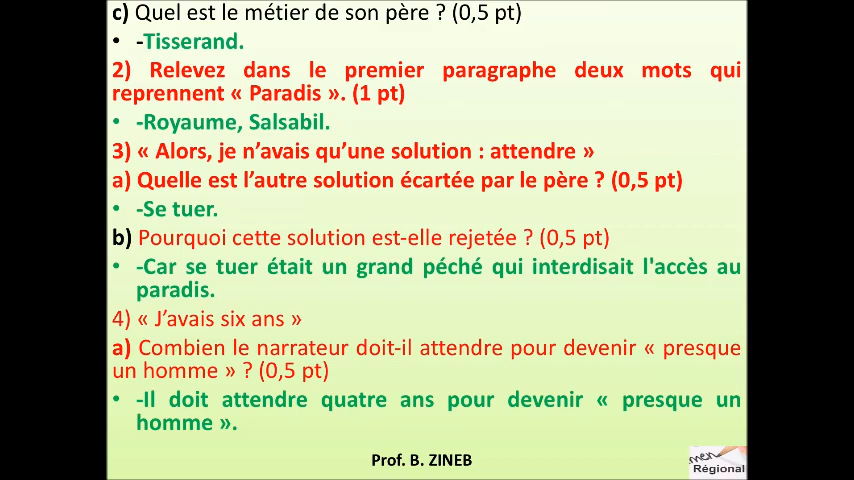 c) Quel est le métier de son père ? (0,5 pt)
• -Tisserand.
2) Relevez dans le premier paragraphe deux mots qui
reprennent « Paradis ». (1 pt)
• -Royaume, Salsabil.
3) « Alors, je n’avais qu’une solution : attendre »
a) Quelle est l’autre solution écartée par le père ? (0,5 pt)
• -Se tuer.
b) Pourquoi cette solution est-elle rejetée ? (0,5 pt)
• -Car se tuer était un grand péché qui interdisait l'accès au
paradis.
4) « J’avais six ans »
a) Combien le narrateur doit-il attendre pour devenir « presque
un homme » ? (0,5 pt)
• -Il doit attendre quatre ans pour devenir « presque un
homme ».
Prof. B. ZINEB
men
Régional